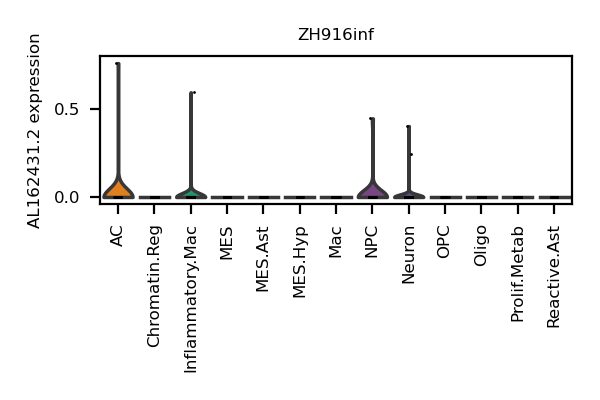 ZH916inf
AL162431.2 expression
0.5
0.0
AC
Chromatin.Reg
Inflammatory.Mac
MES
MES.Ast
MES.Hyp
Mac
NPC
Neuron
OPC
Oligo
Prolif.Metab
Reactive.Ast